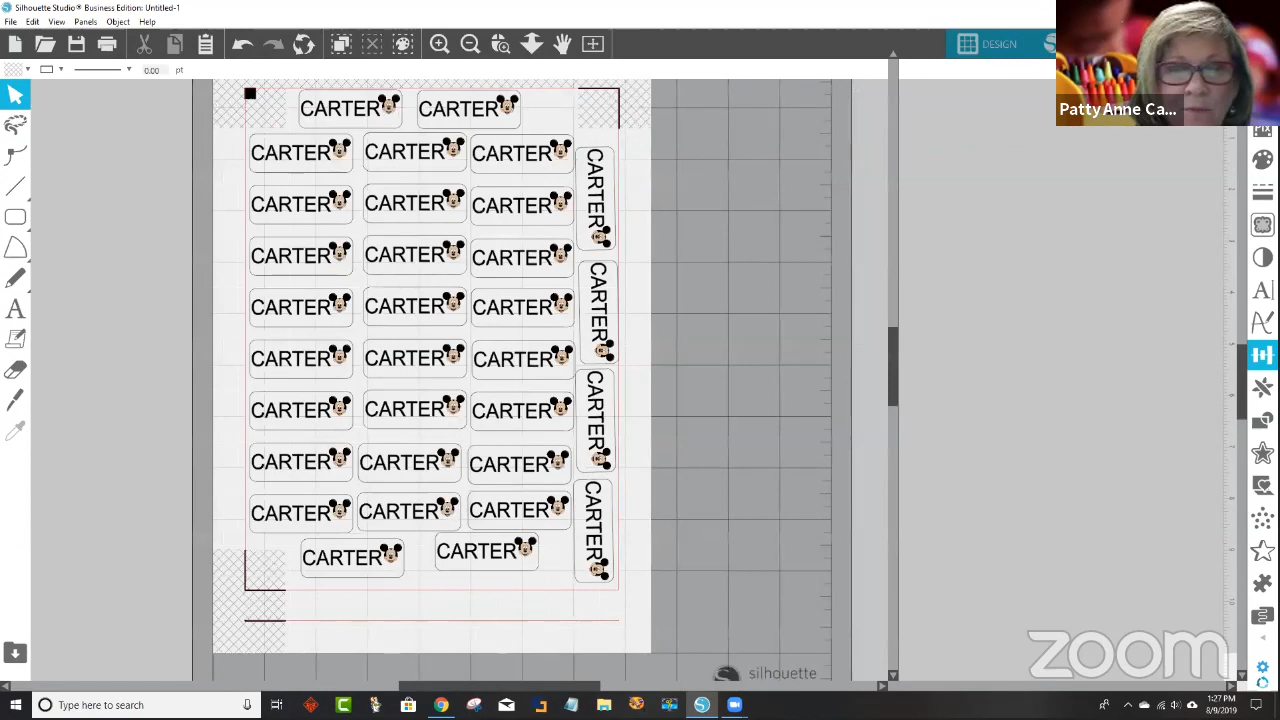 Silhouette Studio® Business Edition: Untitled-1
File Edit View Panels Object Help
DESIGN
0.00 pt
Patty Anne Ca...
CARTER CARTER
CARTER CARTER CARTER CARTER
CARTER CARTER CARTER
CARTER CARTER CARTER CARTER
CARTER CARTER CARTER
CARTER CARTER CARTER CARTER
CARTER CARTER CARTER
CARTER CARTER CARTER
CARTER CARTER CARTER CARTER
CARTER CARTER
silhouette
zoom
Type here to search
1:27 PM
8/9/2019